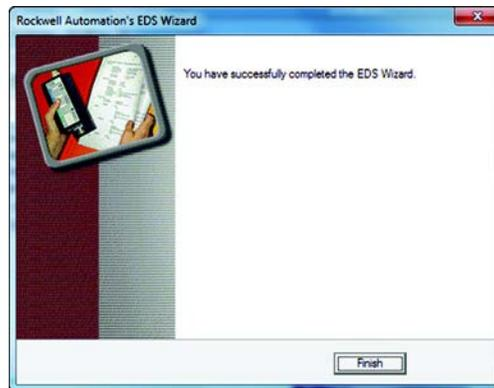 Rockwell Automation's EDS Wizard
You have successfully completed the EDS Wizard.
Finish